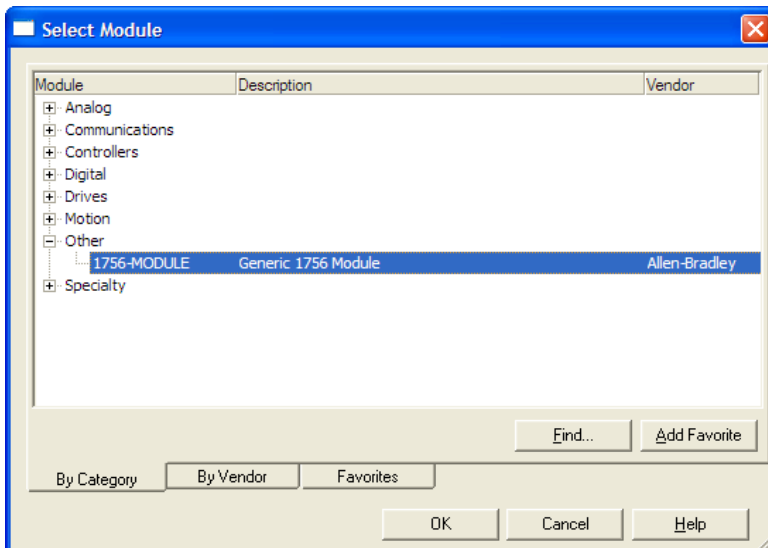 Select Module
Module Description Vendor
Analog
Communications
Controllers
Digital
Drives
Motion
Other
1756-MODULE Generic 1756 Module Allen-Bradley
Specialty
Find... Add Favorite
By Category By Vendor Favorites
OK Cancel Help